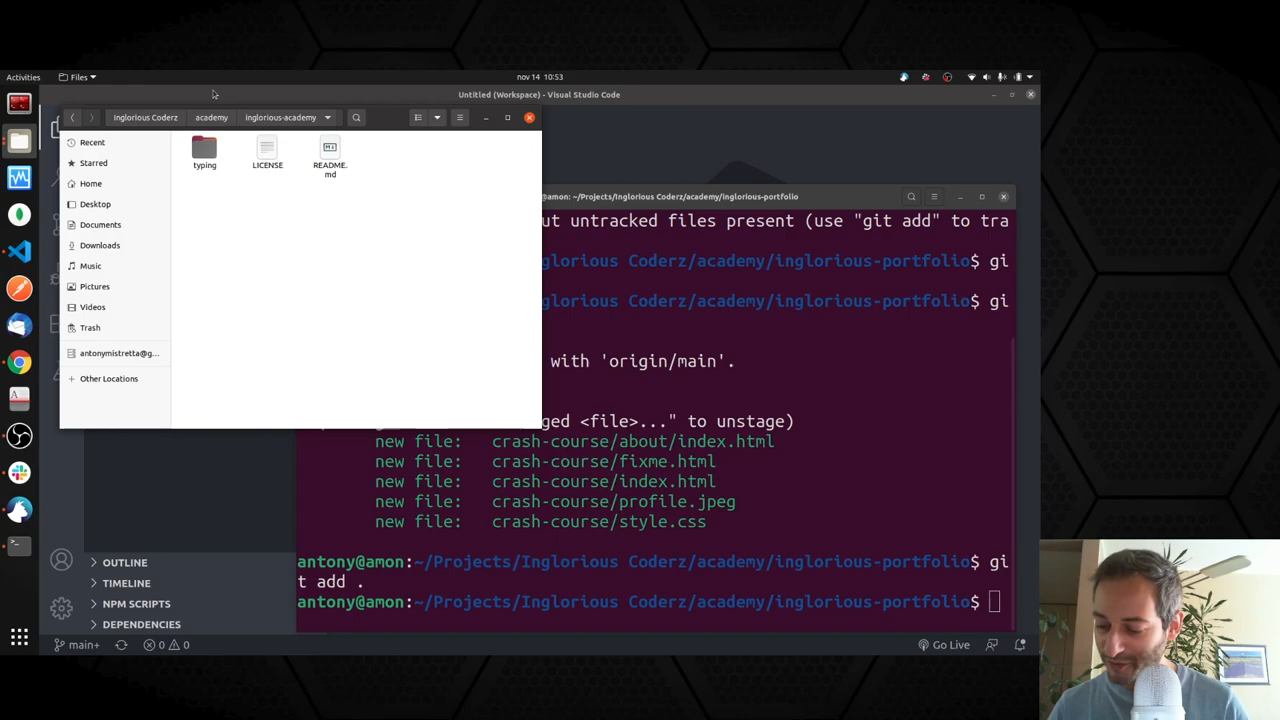 Activities
Files
nov 14 10:53
Untitled (Workspace) - Visual Studio Code
Inglorious Coderz
academy
inglorious-academy
Recent
Starred
Home
Desktop
Documents
Downloads
Music
Pictures
Videos
Trash
antonymistretta@g...
Other Locations
typing
LICENSE
README.
md
@amon: ~/Projects/Inglorious Coderz/academy/inglorious-portfolio
ut untracked files present (use "git add" to tra
glorious Coderz/academy/inglorious-portfolio$ gi
glorious Coderz/academy/inglorious-portfolio$ gi
with 'origin/main'.
ged <file>..." to unstage)
new file: crash-course/about/index.html
new file: crash-course/fixme.html
new file: crash-course/index.html
new file: crash-course/profile.jpeg
new file: crash-course/style.css
antony@amon:~/Projects/Inglorious Coderz/academy/inglorious-portfolio$ gi
t add .
antony@amon:~/Projects/Inglorious Coderz/academy/inglorious-portfolio$
OUTLINE
TIMELINE
NPM SCRIPTS
DEPENDENCIES
main+
0
0
Go Live